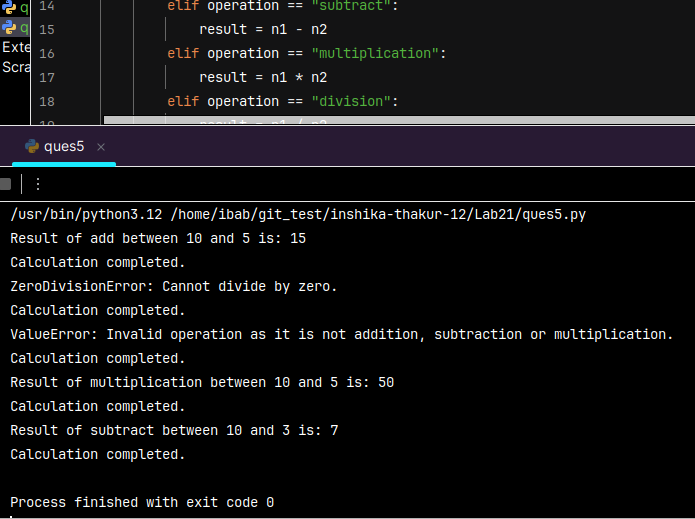 q
14 elif operation == "subtract":
q
15 result = n1 - n2
Exte
16 elif operation == "multiplication":
Scra
17 result = n1 * n2
18 elif operation == "division":
19 result = n1 / n2
ques5 ×
/usr/bin/python3.12 /home/ibab/git_test/inshika-thakur-12/Lab21/ques5.py
Result of add between 10 and 5 is: 15
Calculation completed.
ZeroDivisionError: Cannot divide by zero.
Calculation completed.
ValueError: Invalid operation as it is not addition, subtraction or multiplication.
Calculation completed.
Result of multiplication between 10 and 5 is: 50
Calculation completed.
Result of subtract between 10 and 3 is: 7
Calculation completed.
Process finished with exit code 0